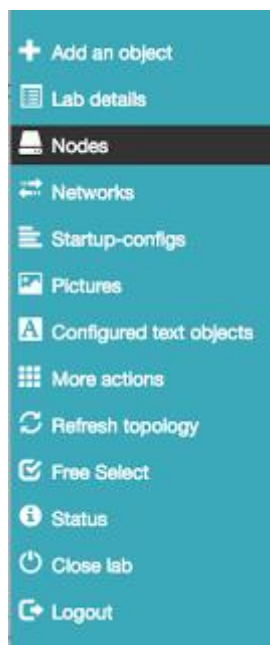 Add an object
Lab details
Nodes
Networks
Startup-configs
Pictures
Configured text objects
More actions
Refresh topology
Free Select
Status
Close lab
Logout